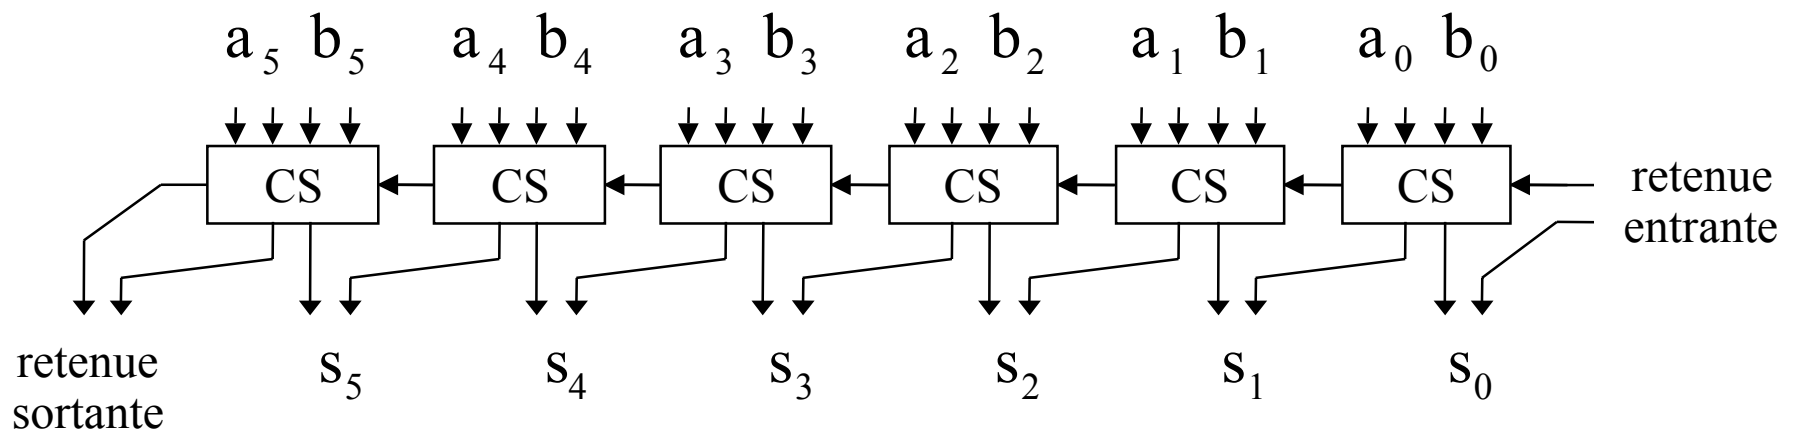 a5 b5 a4 b4 a3 b3 a2 b2 a1 b1 a0 b0
CS CS CS CS CS CS
retenue
entrante
s5 s4 s3 s2 s1 s0
retenue
sortante